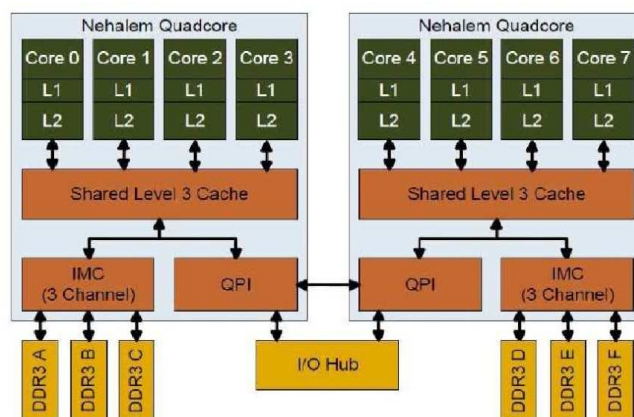 Nehalem Quadcore
Core 0 Core 1 Core 2 Core 3
L1 L1 L1 L1
L2 L2 L2 L2
Shared Level 3 Cache
IMC
(3 Channel)
QPI
DDR3 A
DDR3 B
DDR3 C
I/O Hub
Nehalem Quadcore
Core 4 Core 5 Core 6 Core 7
L1 L1 L1 L1
L2 L2 L2 L2
Shared Level 3 Cache
QPI
IMC
(3 Channel)
DDR3 D
DDR3 E
DDR3 F